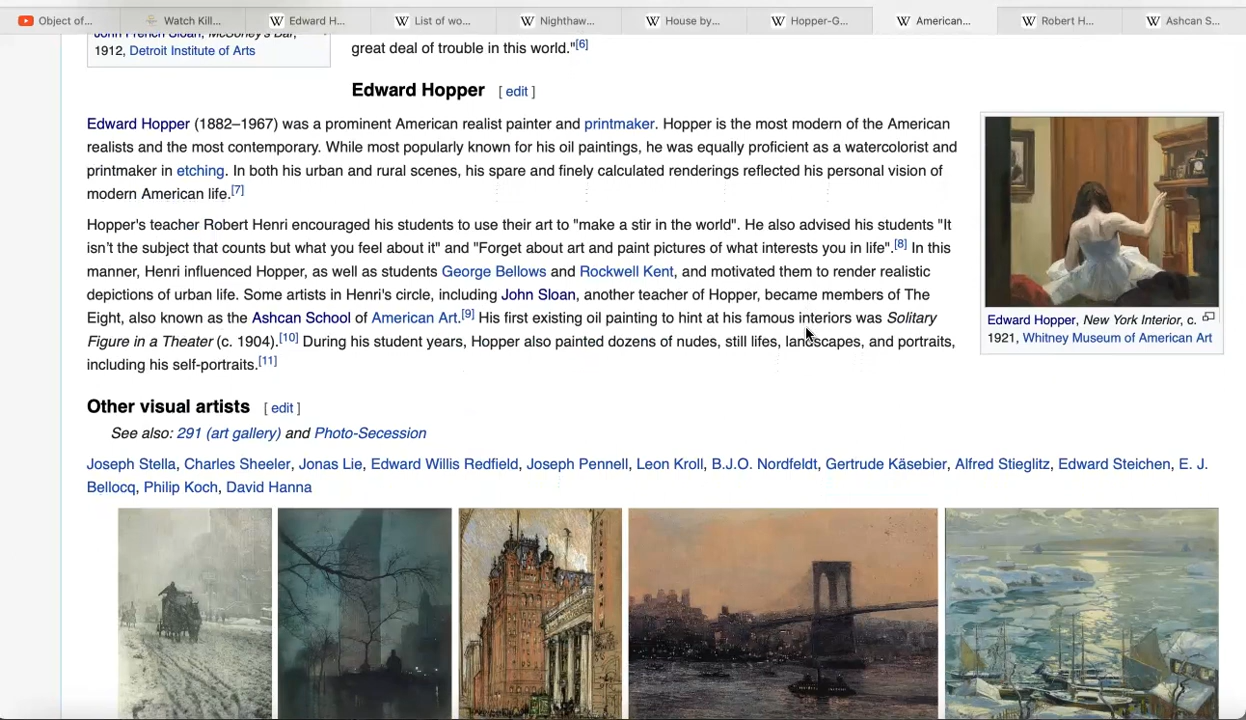 Object of...
Watch Kill...
Edward H...
List of wo...
Nighthaw...
House by...
Hopper-G...
American...
Robert H...
Ashcan S...
John French Sloan, McSorley's Bar,
1912, Detroit Institute of Arts
great deal of trouble in this world."[6]
Edward Hopper [ edit ]
Edward Hopper (1882–1967) was a prominent American realist painter and printmaker. Hopper is the most modern of the American
realists and the most contemporary. While most popularly known for his oil paintings, he was equally proficient as a watercolorist and
printmaker in etching. In both his urban and rural scenes, his spare and finely calculated renderings reflected his personal vision of
modern American life.[7]
Hopper's teacher Robert Henri encouraged his students to use their art to "make a stir in the world". He also advised his students "It
isn't the subject that counts but what you feel about it" and "Forget about art and paint pictures of what interests you in life".[8] In this
manner, Henri influenced Hopper, as well as students George Bellows and Rockwell Kent, and motivated them to render realistic
depictions of urban life. Some artists in Henri's circle, including John Sloan, another teacher of Hopper, became members of The
Eight, also known as the Ashcan School of American Art.[9] His first existing oil painting to hint at his famous interiors was Solitary
Figure in a Theater (c. 1904).[10] During his student years, Hopper also painted dozens of nudes, still lifes, landscapes, and portraits,
including his self-portraits.[11]
Edward Hopper, New York Interior, c.
1921, Whitney Museum of American Art
Other visual artists [ edit ]
See also: 291 (art gallery) and Photo-Secession
Joseph Stella, Charles Sheeler, Jonas Lie, Edward Willis Redfield, Joseph Pennell, Leon Kroll, B.J.O. Nordfeldt, Gertrude Käsebier, Alfred Stieglitz, Edward Steichen, E. J.
Bellocq, Philip Koch, David Hanna